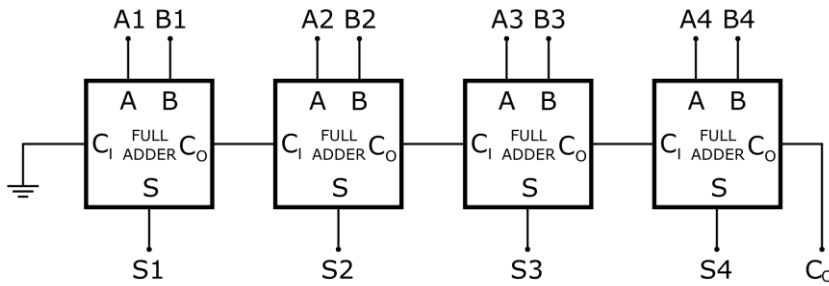 A1 B1 A2 B2 A3 B3 A4 B4
A B A B A B A B
FULL FULL FULL FULL
C_I ADDER C_O C_I ADDER C_O C_I ADDER C_O C_I ADDER C_O
S S S S
S1 S2 S3 S4 C_O